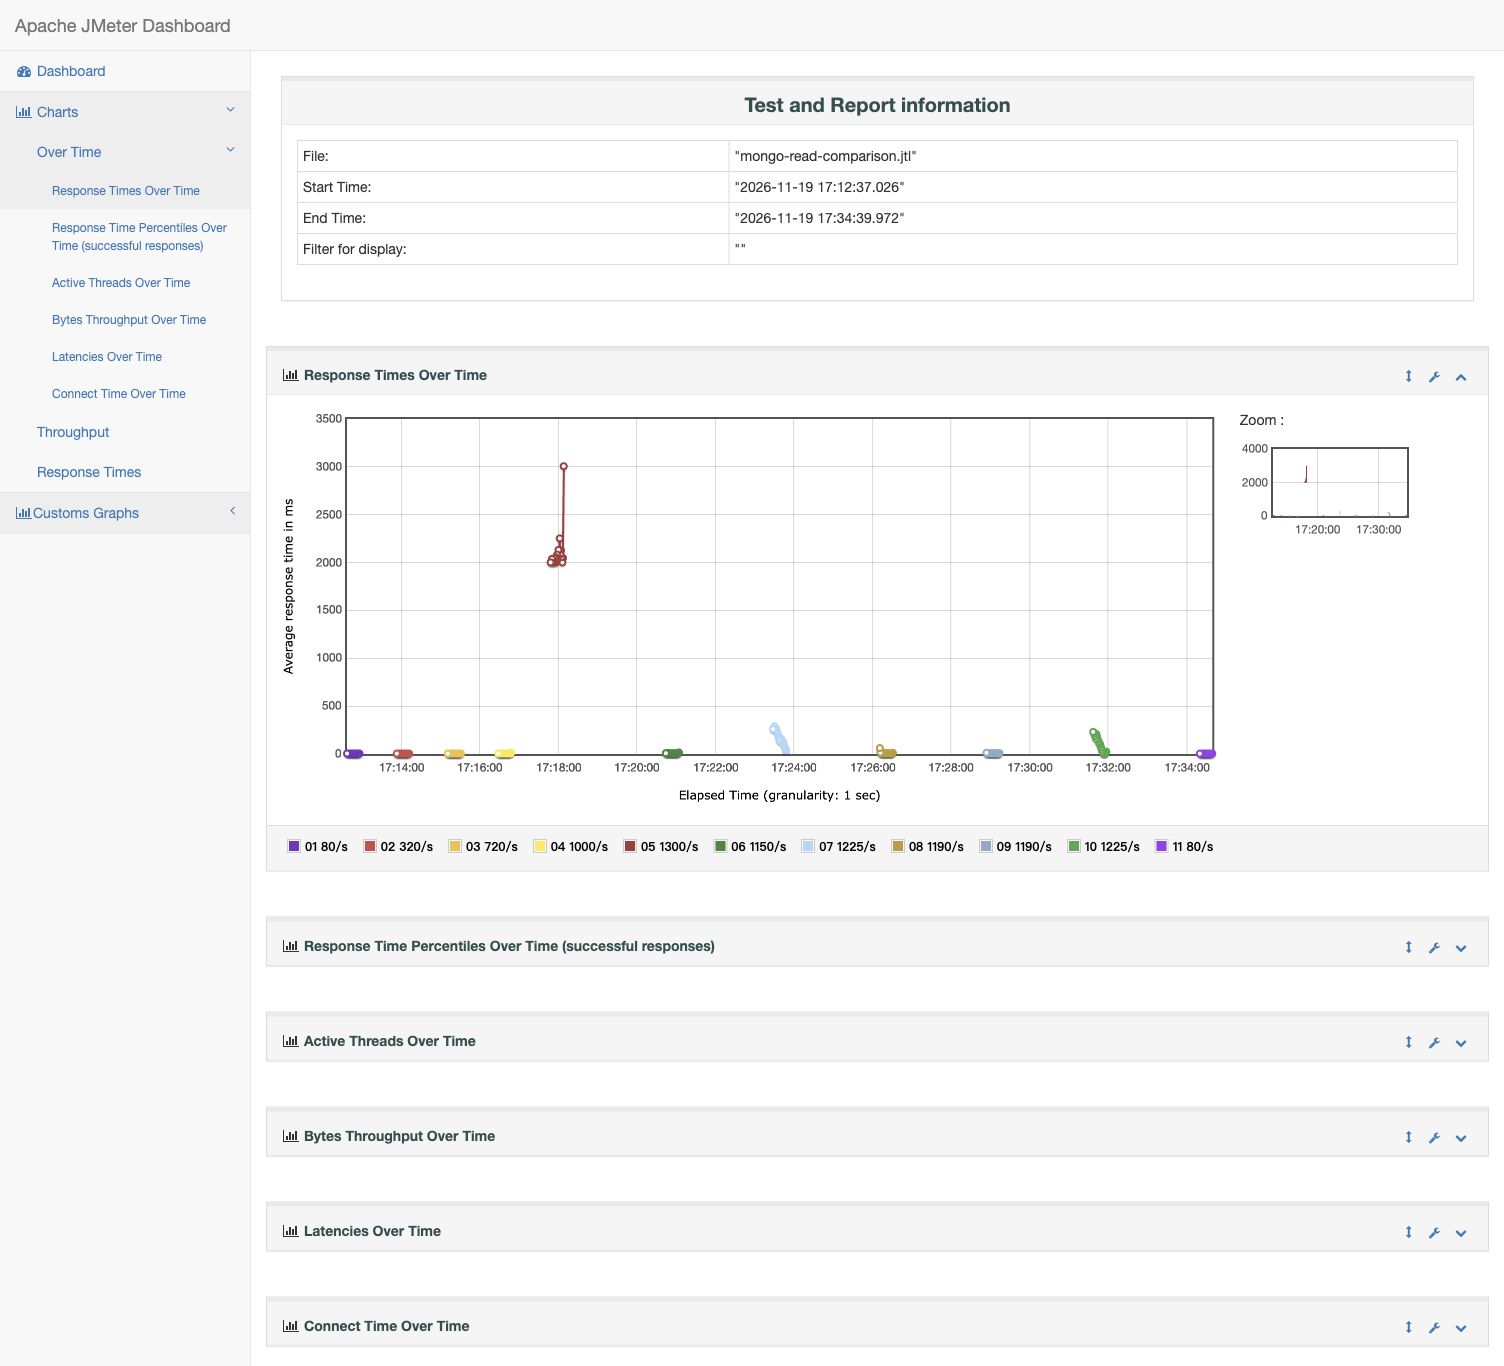 Apache JMeter Dashboard
Dashboard
Charts
Over Time
Response Times Over Time
Response Time Percentiles Over
Time (successful responses)
Active Threads Over Time
Bytes Throughput Over Time
Latencies Over Time
Connect Time Over Time
Throughput
Response Times
Customs Graphs
Test and Report information
File: "mongo-read-comparison.jtl"
Start Time: "2026-11-19 17:12:37.026"
End Time: "2026-11-19 17:34:39.972"
Filter for display: ""
Response Times Over Time
3500
3000
2500
2000
1500
1000
500
0
Average response time in ms
17:14:00 17:16:00 17:18:00 17:20:00 17:22:00 17:24:00 17:26:00 17:28:00 17:30:00 17:32:00 17:34:00
Elapsed Time (granularity: 1 sec)
Zoom :
4000
2000
0
17:20:00 17:30:00
01 80/s 02 320/s 03 720/s 04 1000/s 05 1300/s 06 1150/s 07 1225/s 08 1190/s 09 1190/s 10 1225/s 11 80/s
Response Time Percentiles Over Time (successful responses)
Active Threads Over Time
Bytes Throughput Over Time
Latencies Over Time
Connect Time Over Time